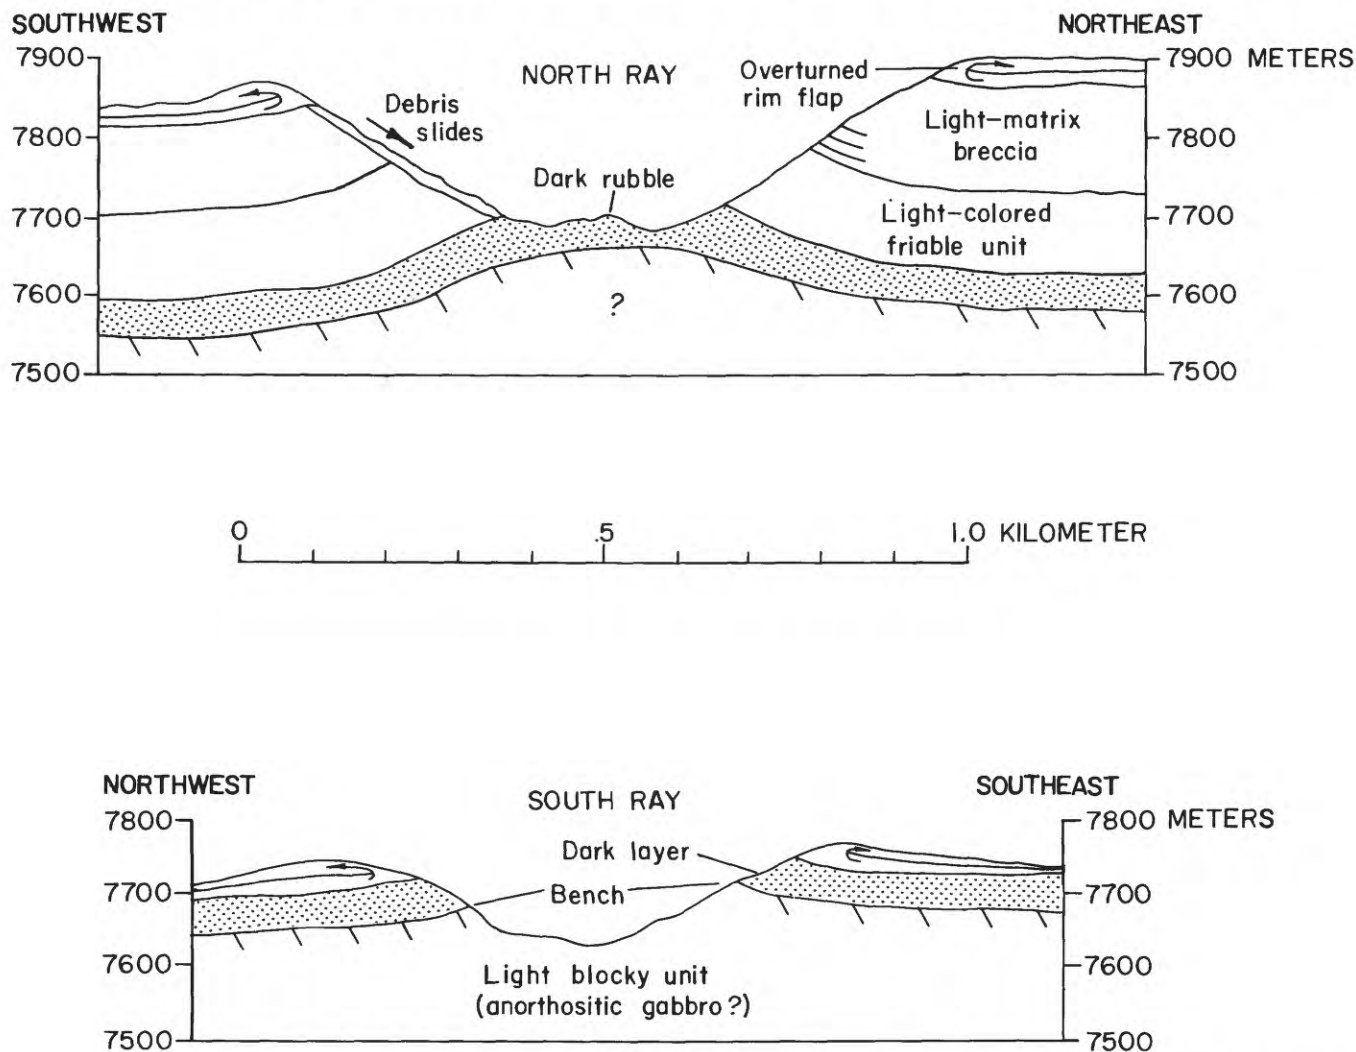 SOUTHWEST
NORTHEAST
7900
7900 METERS
NORTH RAY
Overturned
rim flap
Debris
slides
7800
7800
Light-matrix
breccia
Dark rubble
7700
7700
Light-colored
friable unit
7600
7600
?
7500
7500
0
.5
1.0 KILOMETER
NORTHWEST
SOUTHEAST
SOUTH RAY
7800
7800 METERS
Dark layer
Bench
7700
7700
7600
7600
Light blocky unit
(anorthositic gabbro?)
7500
7500